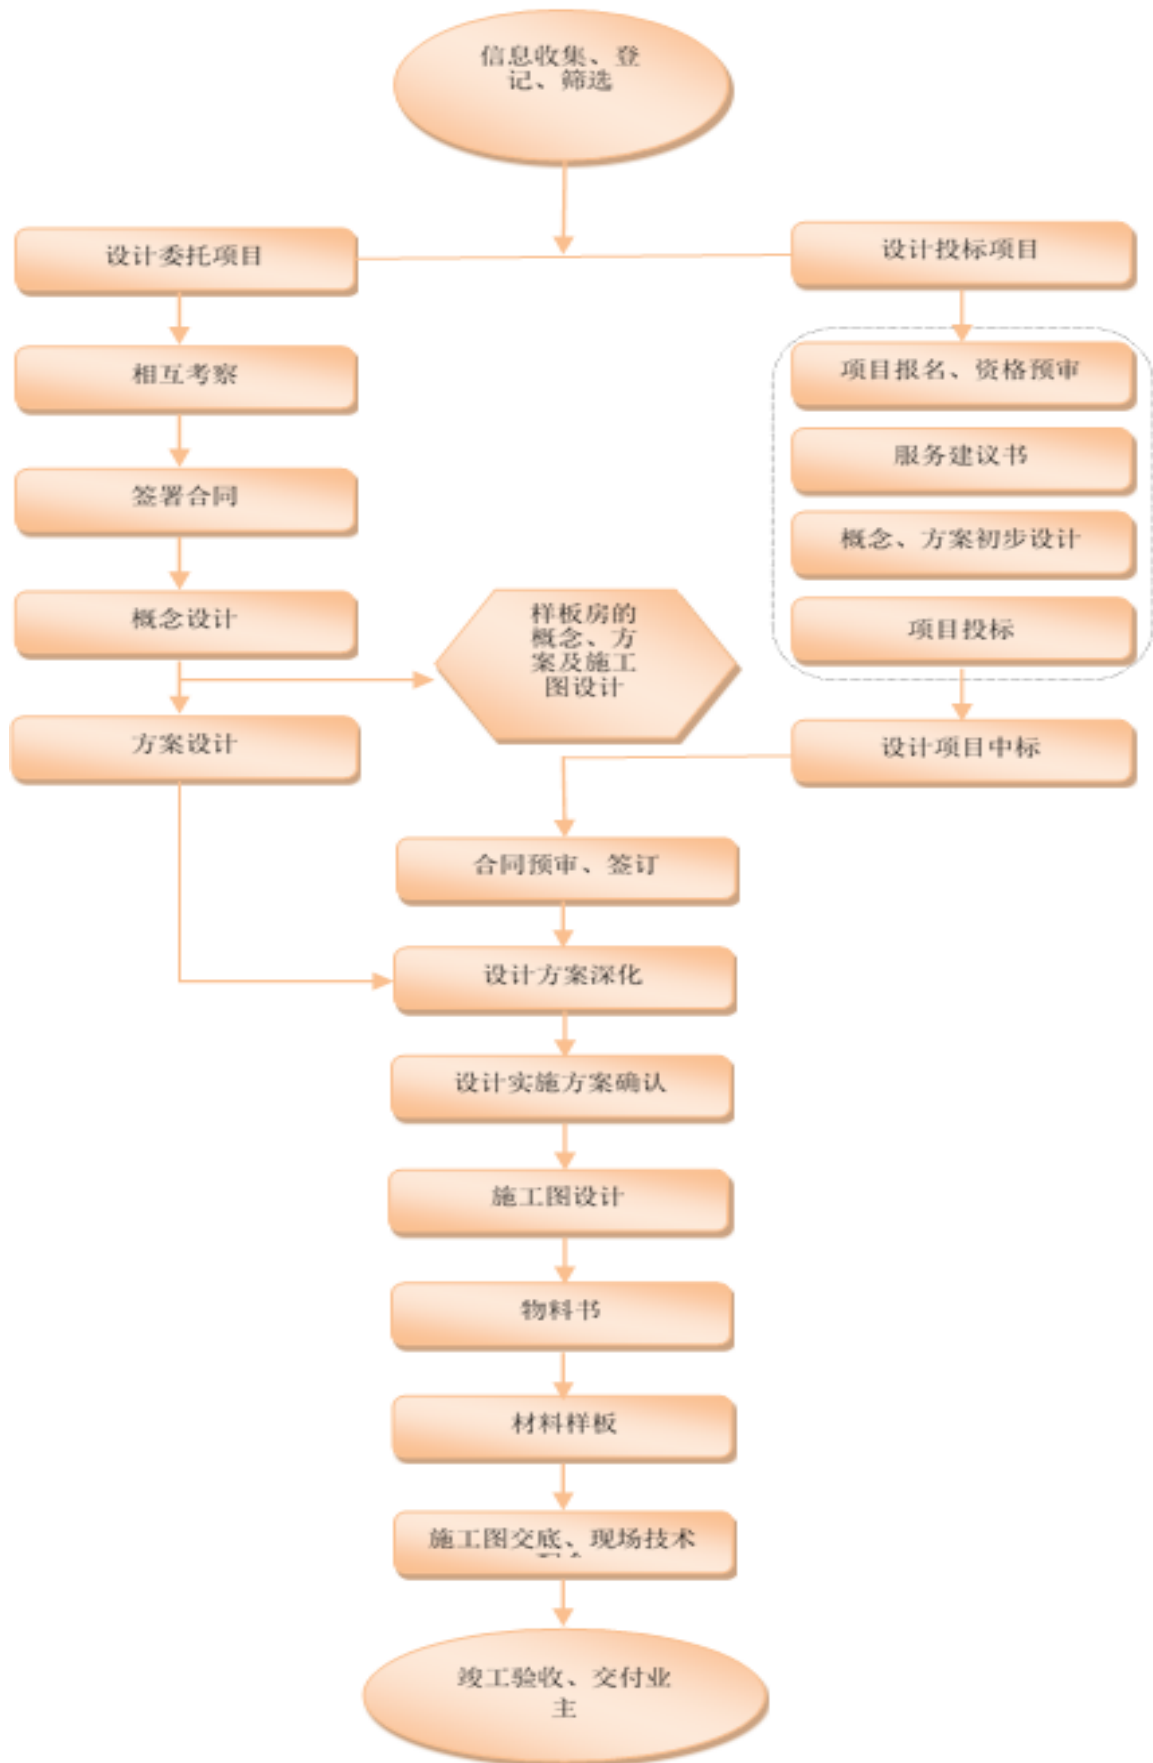 信息收集、登
记、筛选
设计委托项目
设计投标项目
相互考察
项目报名、资格预审
签署合同
服务建议书
概念设计
概念、方案初步设计
样板房的
概念、方
案及施工
图设计
项目投标
方案设计
设计项目中标
合同预审、签订
设计方案深化
设计实施方案确认
施工图设计
物料书
材料样板
施工图交底、现场技术
竣工验收、交付业
主